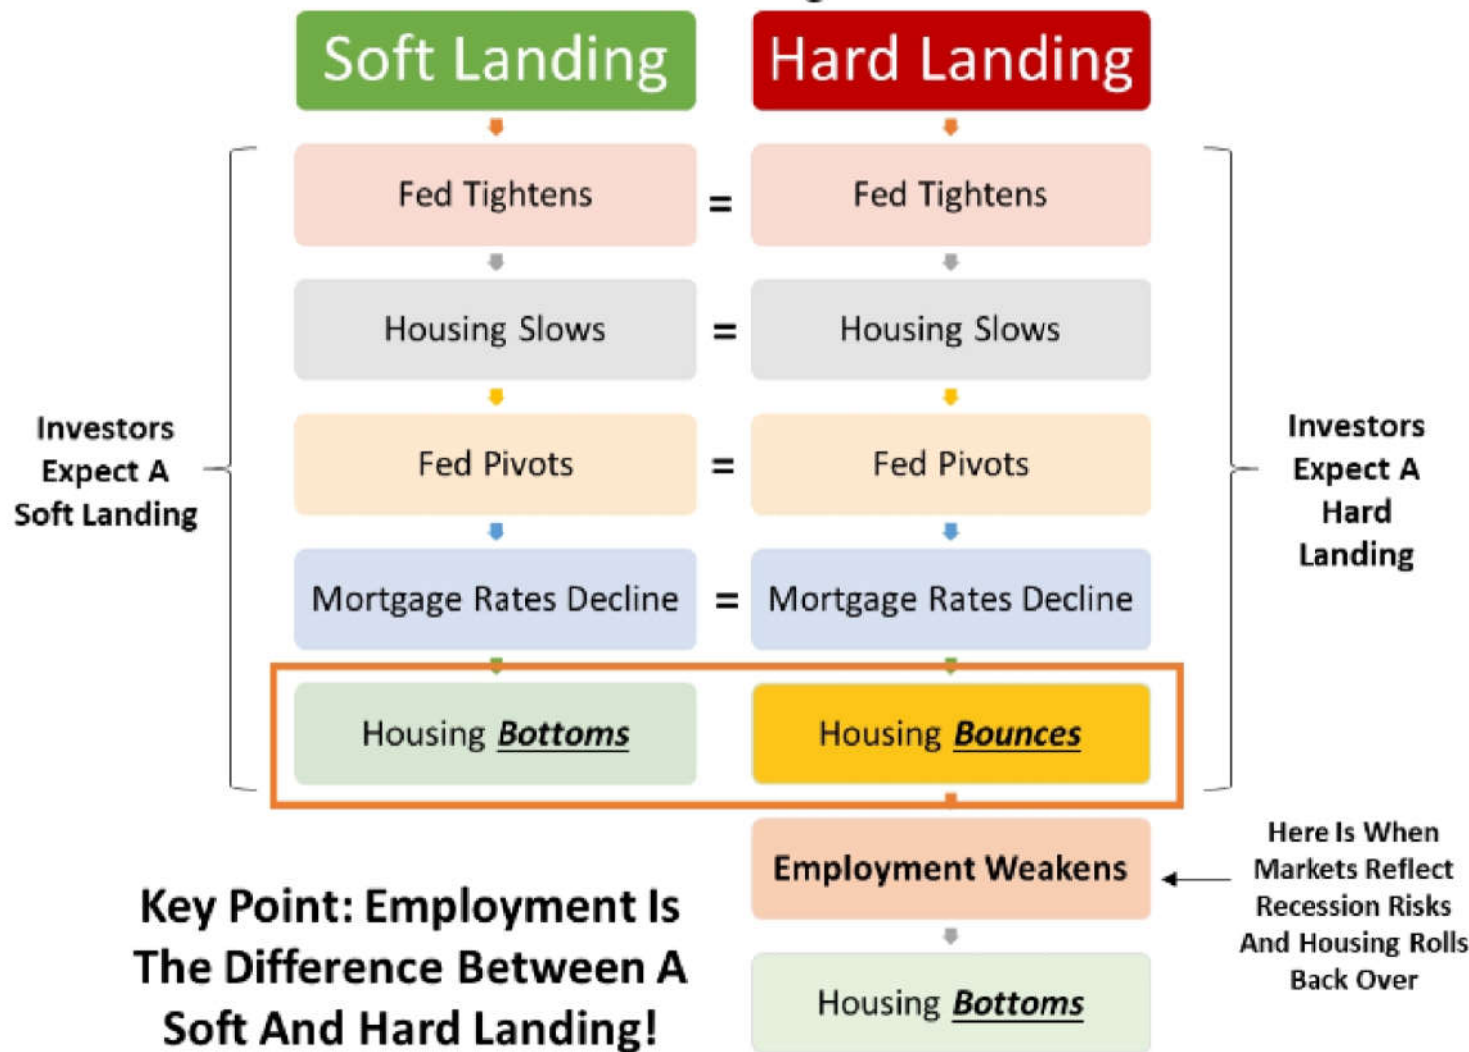 Soft Landing
Hard Landing
Fed Tightens
=
Fed Tightens
Housing Slows
=
Housing Slows
Investors
Expect A
Soft Landing
Fed Pivots
=
Fed Pivots
Investors
Expect A
Hard
Landing
Mortgage Rates Decline
=
Mortgage Rates Decline
Housing Bottoms
Housing Bounces
Employment Weakens
Here Is When
Markets Reflect
Recession Risks
And Housing Rolls
Back Over
Key Point: Employment Is
The Difference Between A
Soft And Hard Landing!
Housing Bottoms